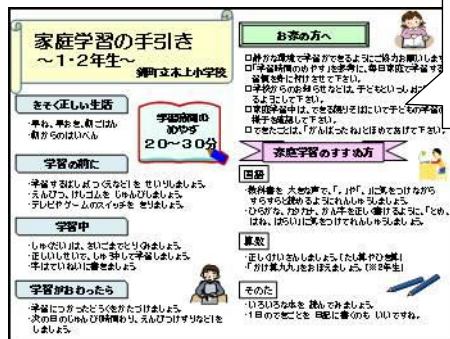 家庭学習の手引き
～1・2年生～
錦町立木上小学校
きそく正しい生活
・早ね、早おき、朝ごはん
・朝からのはいべん
学習時間の
めやす
20～30分
学習の前に
・学習するばしょ(つくえなど)を せいりしましょう。
・えんぴつ、けしゴムを じゅんびしましょう。
・テレビやゲームのスイッチを きりましょう。
学習中
・しゅくだいは、さいごまでとりくみましょう。
・正しいしせいで、しゅう中して学習しましょう。
・字はていねいに書きましょう。
学習がおわったら
・学習につかったどうぐをかたづけましょう。
・次の日のじゅんび(時間わり、えんぴつけずりなど)を
しましょう。
お家の方へ
□静かな環境で学習ができるようにご協力お願いしま
□「学習時間のめやす」を参考に、毎日家庭で学習する
習慣を身に付けさせて下さい。
□学校からのお知らせなどは、子どもといっしょ
るようにして下さい。
□家庭学習中は、できる限りそばにいて子どもの学習の
様子を確認して下さい。
□できたことは、「がんばったね」とほめてあげて下さい。
家庭学習のすすめ方
国語
・教科書を 大きな声で、「。」や「、」に気をつけながら
すらすらと読めるようにれんしゅうしましょう。
・ひらがな、カタカナ、かん字を正しく書けるように、「とめ、
はね、はらい」に気をつけてれんしゅうしましょう。
算数
・正しくけいさんしましょう。(たし算やひき算)
・「かけ算九九」をおぼえましょう。(※2年生)
そのた
・いろいろな本を 読んでみましょう。
・1日のできごとを 日記に書くのも いいですね。